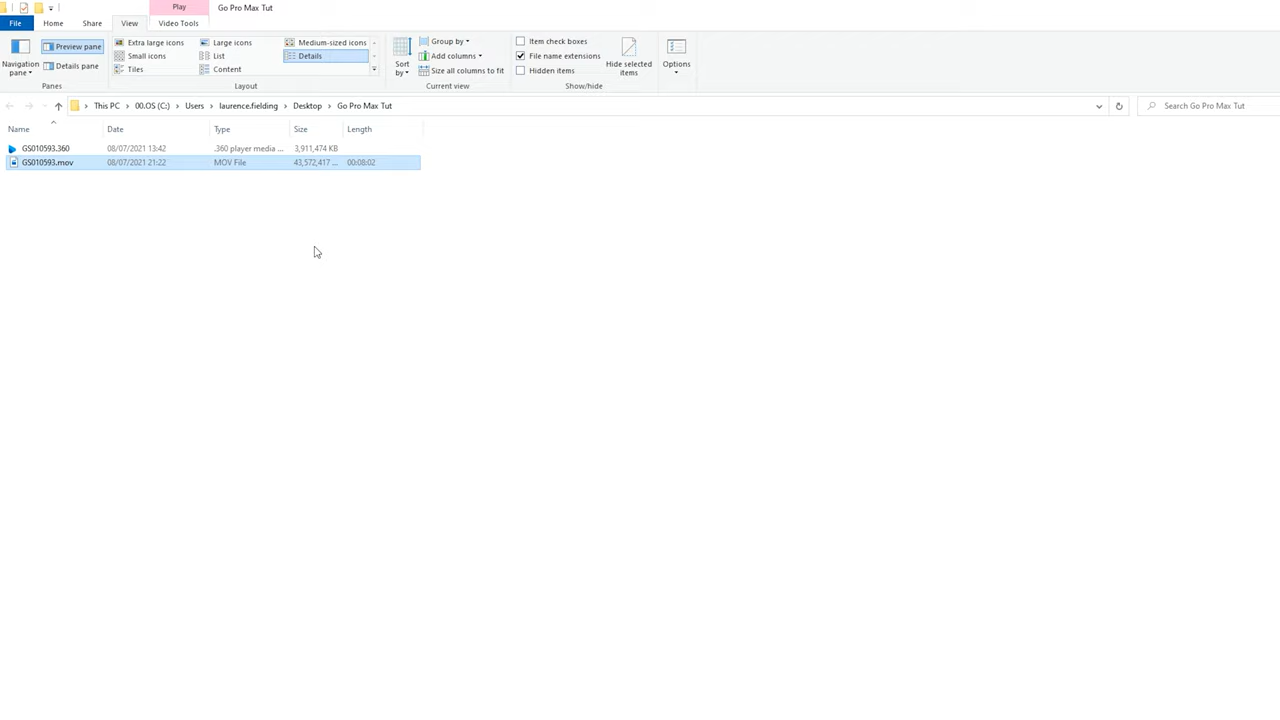 Play
Go Pro Max Tut
File
Home
Share
View
Video Tools
Navigation pane
Preview pane
Details pane
Panes
Extra large icons
Large icons
Medium-sized icons
Small icons
List
Details
Tiles
Content
Layout
Sort by
Group by
Add columns
Size all columns to fit
Current view
Item check boxes
File name extensions
Hidden items
Hide selected items
Show/hide
Options
This PC
00.OS (C:)
Users
laurence.fielding
Desktop
Go Pro Max Tut
Search Go Pro Max Tut
Name
Date
Type
Size
Length
GS010593.360
08/07/2021 13:42
.360 player media ...
3,911,474 KB
GS010593.mov
08/07/2021 21:22
MOV File
43,572,417 ...
00:08:02